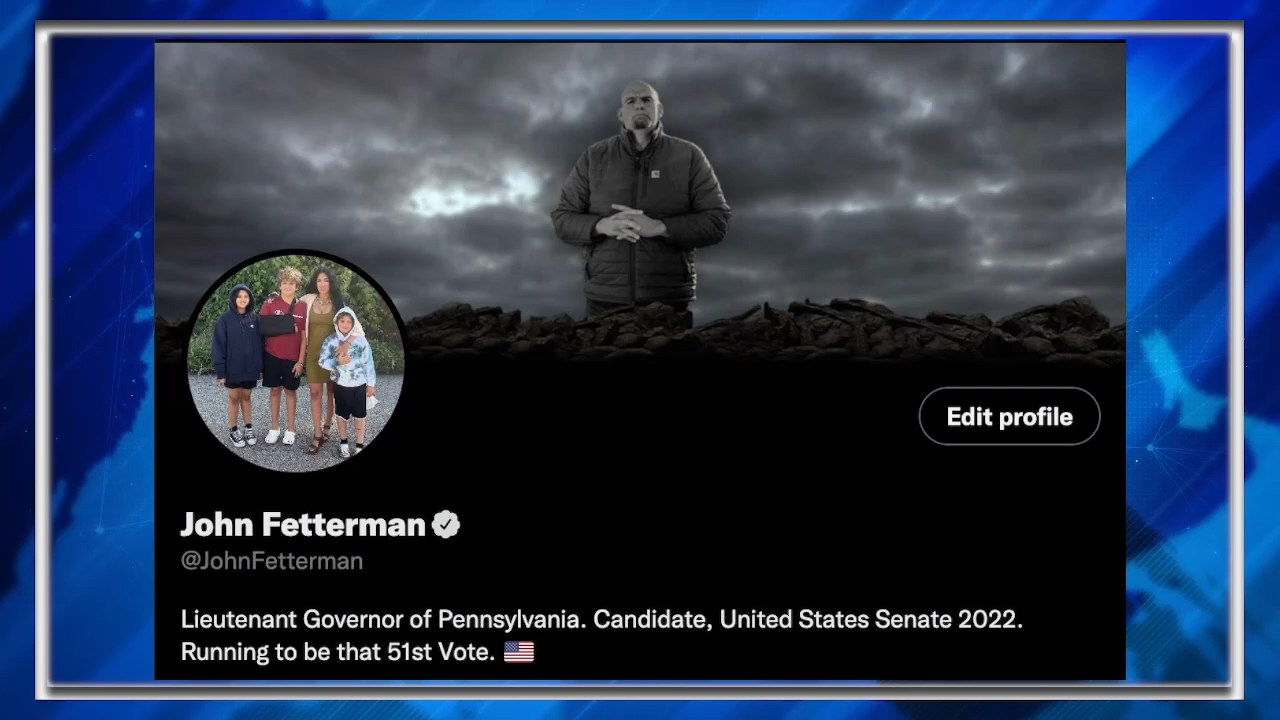 Edit profile
John Fetterman
@JohnFetterman
Lieutenant Governor of Pennsylvania. Candidate, United States Senate 2022.
Running to be that 51st Vote. 🇺🇸